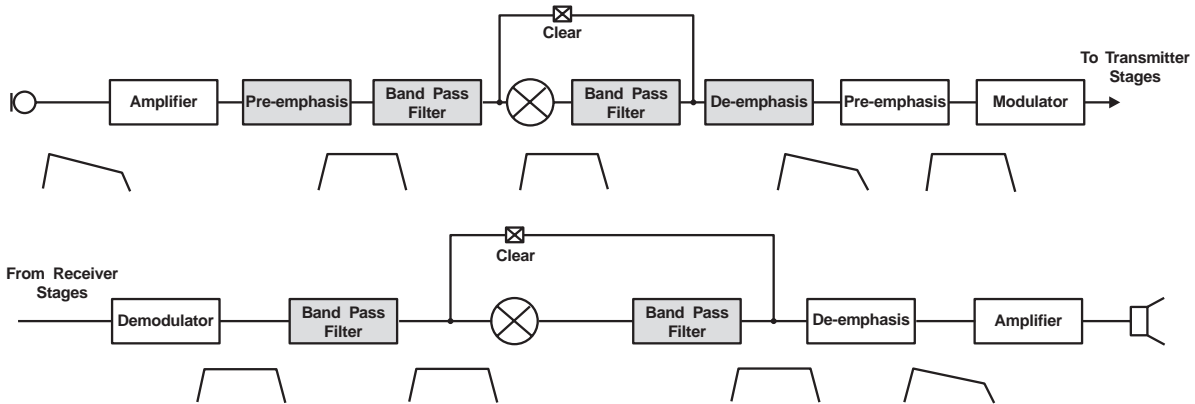 Clear
To Transmitter
Stages
Amplifier
Pre-emphasis
Band Pass
Filter
Band Pass
Filter
De-emphasis
Pre-emphasis
Modulator
Clear
From Receiver
Stages
Demodulator
Band Pass
Filter
Band Pass
Filter
De-emphasis
Amplifier